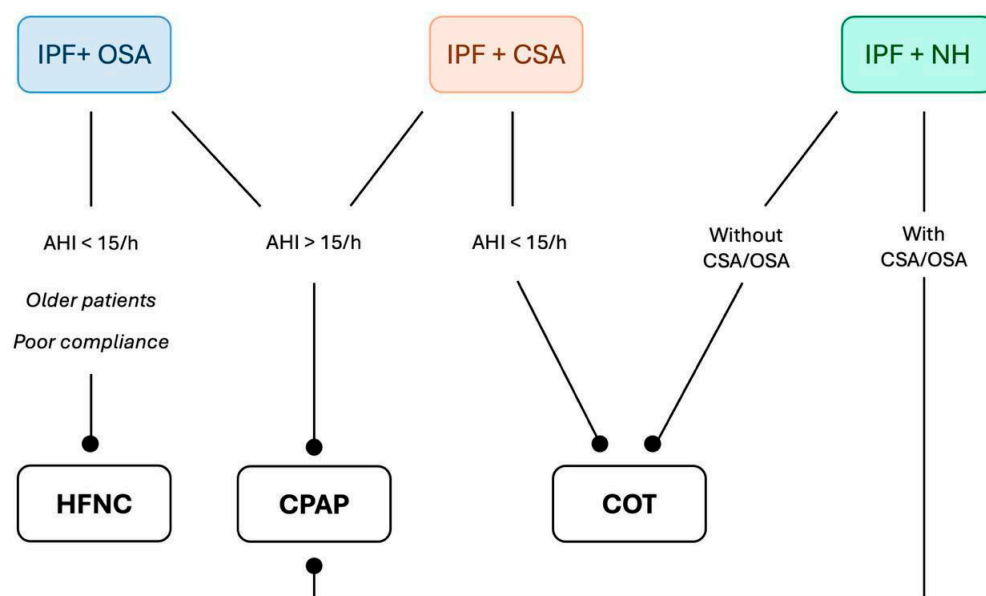 IPF+ OSA
IPF + CSA
IPF + NH
AHI < 15/h
AHI > 15/h
AHI < 15/h
Without
CSA/OSA
With
CSA/OSA
Older patients
Poor compliance
HFNC
CPAP
COT